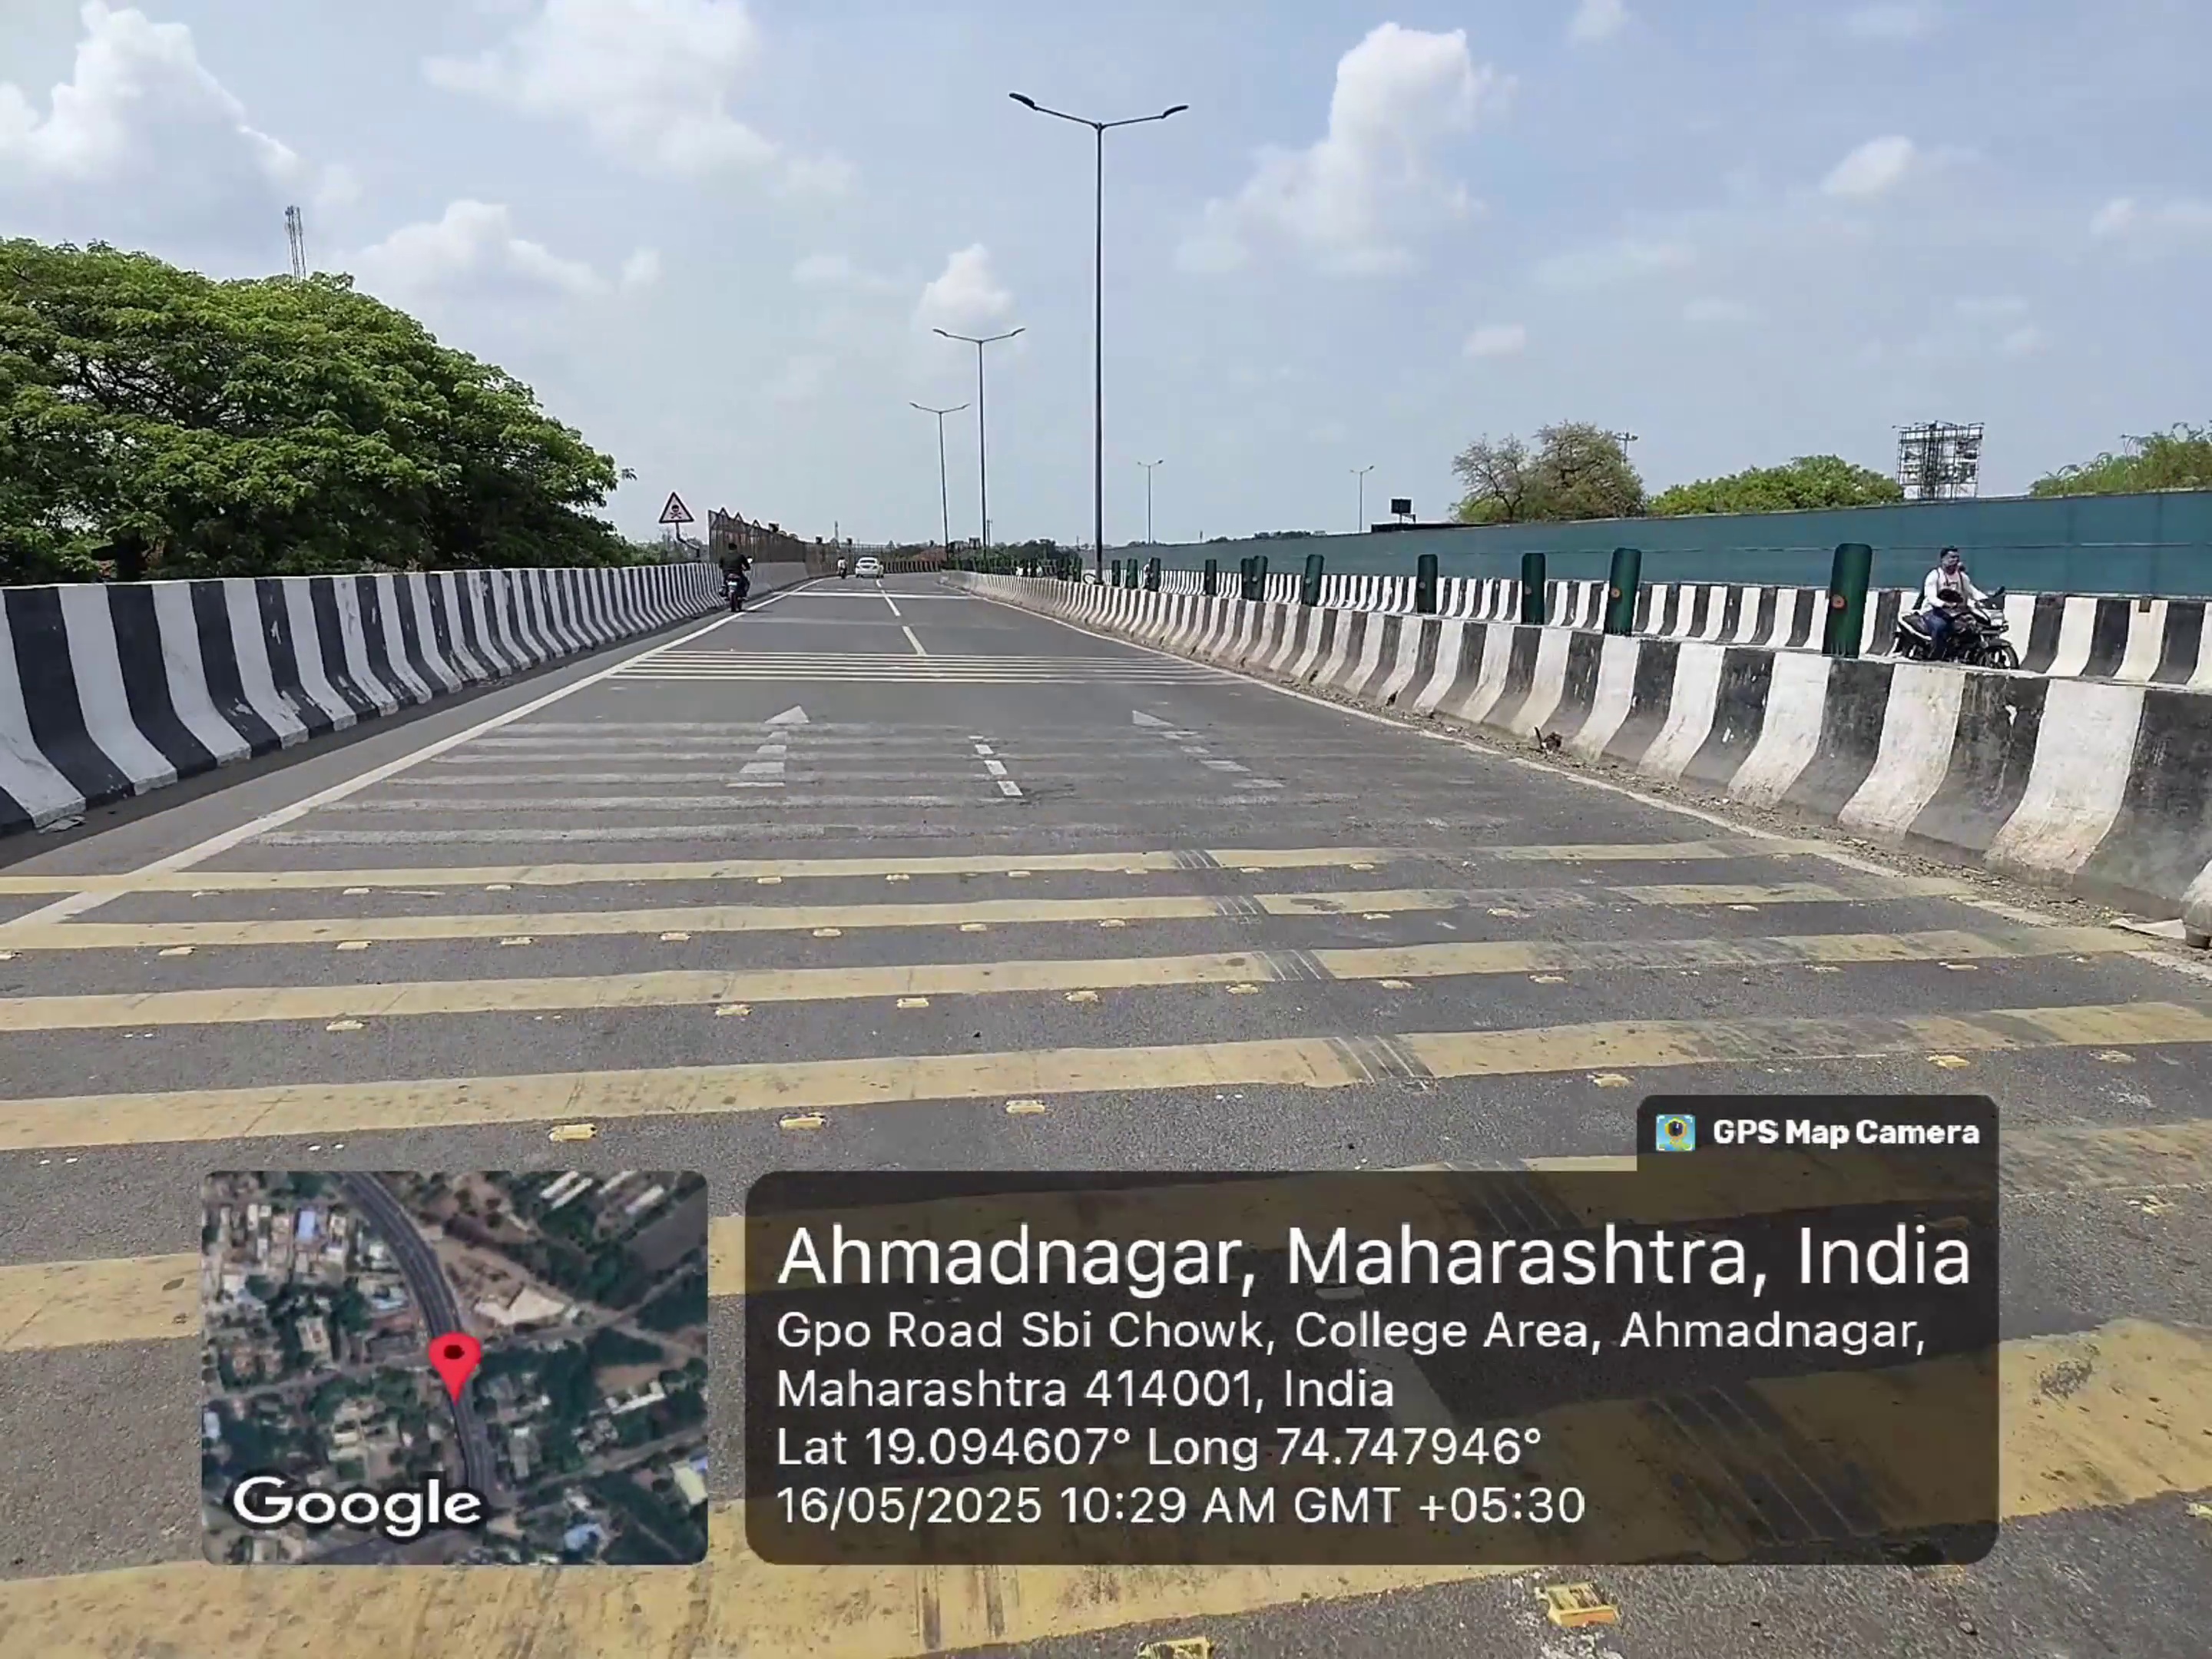 GPS Map Camera
Ahmadnagar, Maharashtra, India
Gpo Road Sbi Chowk, College Area, Ahmadnagar,
Maharashtra 414001, India
Lat 19.094607° Long 74.747946°
16/05/2025 10:29 AM GMT +05:30
Google